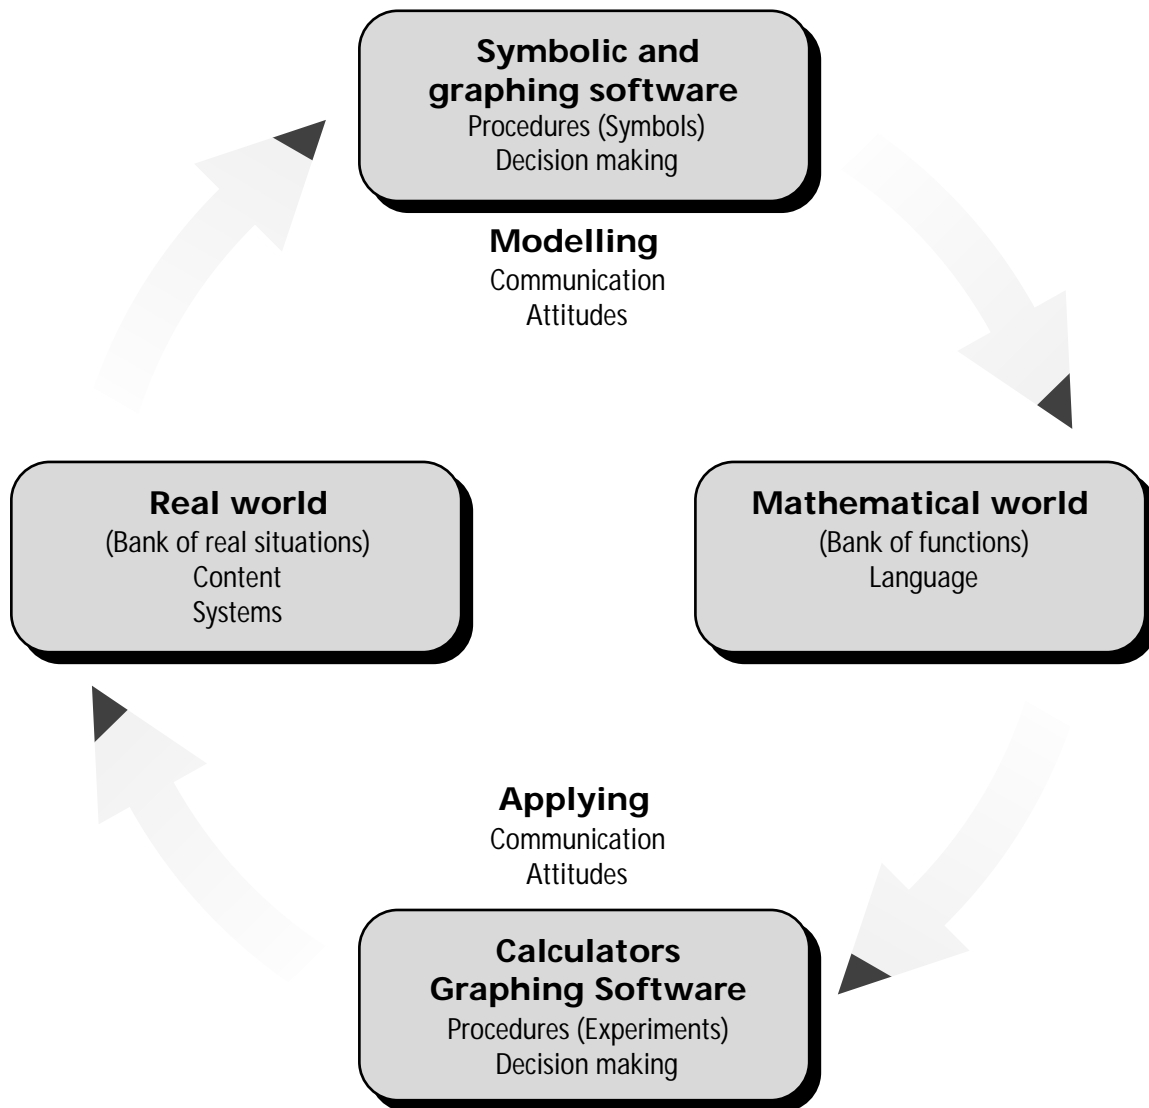 Symbolic and
graphing software
Procedures (Symbols)
Decision making
Modelling
Communication
Attitudes
Real world
(Bank of real situations)
Content
Systems
Mathematical world
(Bank of functions)
Language
Applying
Communication
Attitudes
Calculators
Graphing Software
Procedures (Experiments)
Decision making